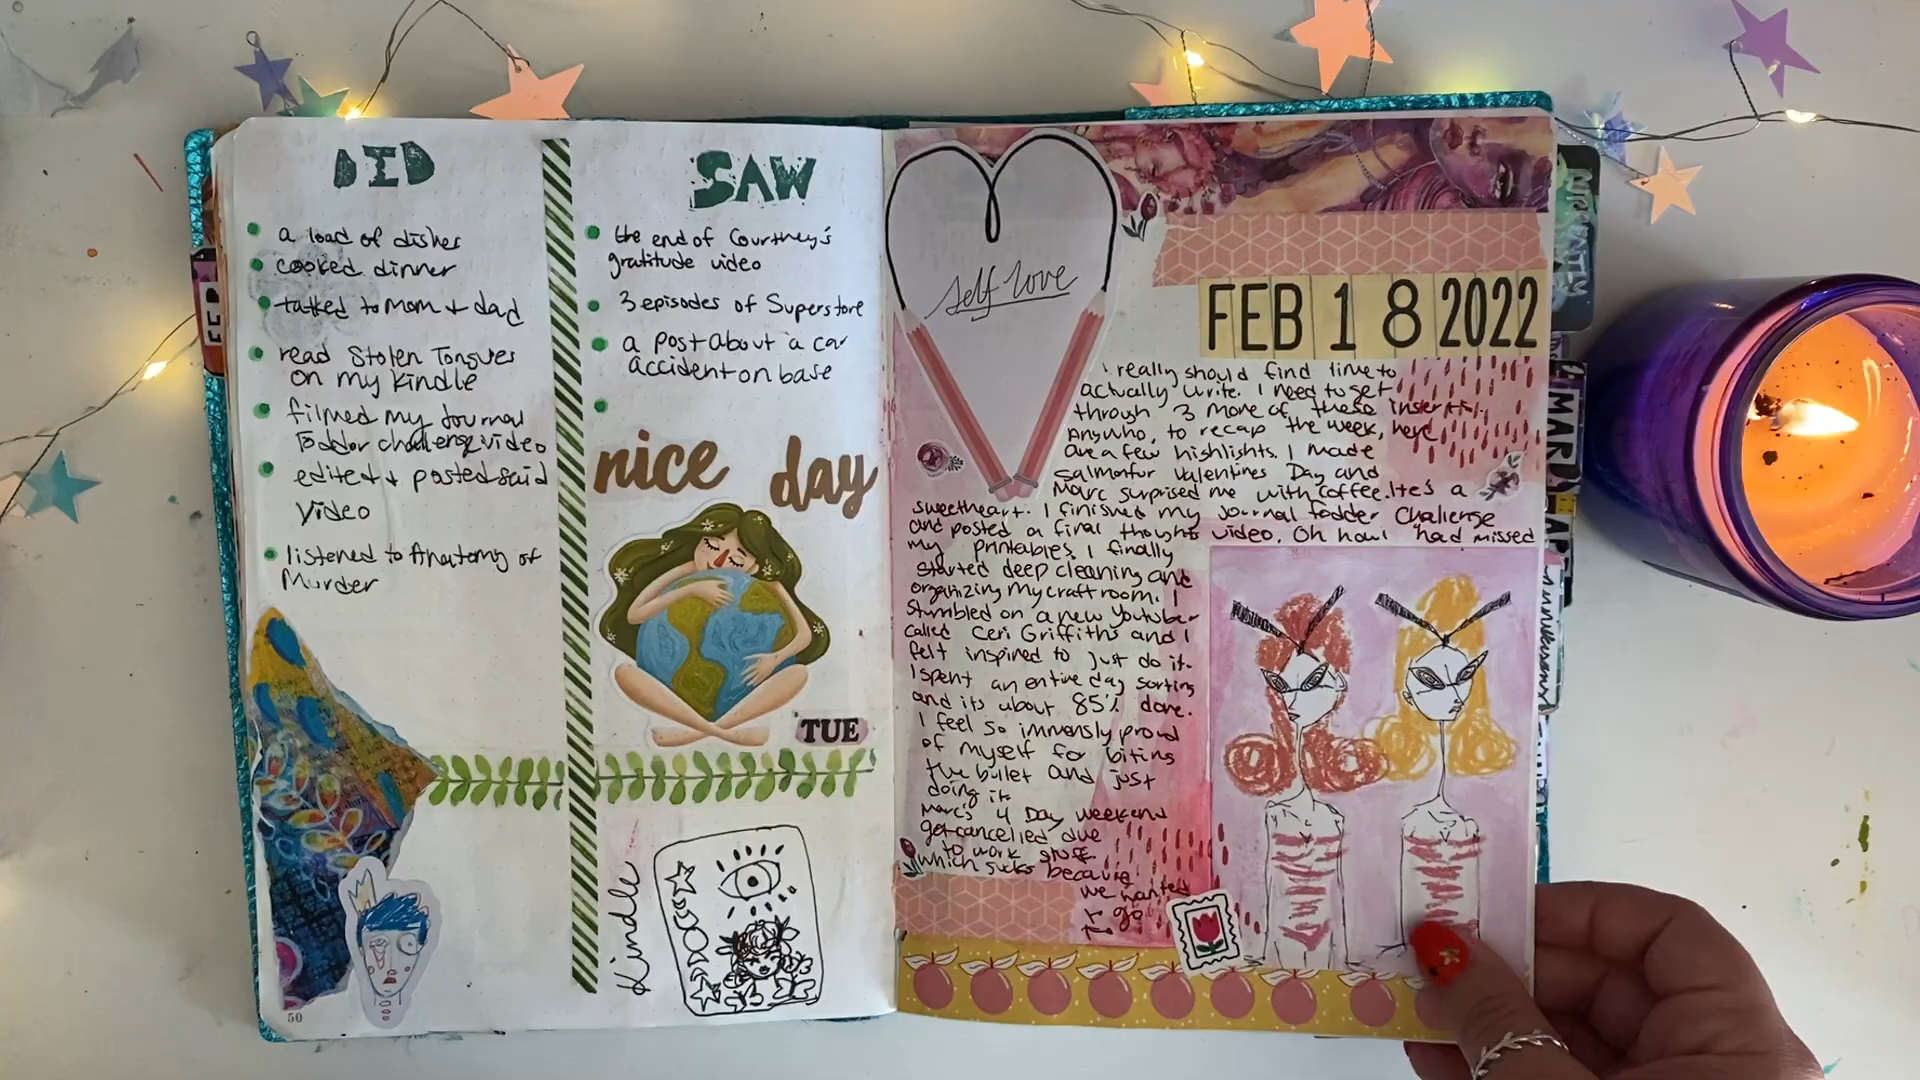 DID
a load of dishes
cooked dinner
talked to Mom + dad
read Stolen Tongues
on my Kindle
filmed my Journal
Fodder challenge video
edited + posted said
video
listened to Anatomy of
Murder
50
SAW
the end of Courtney's
gratitude video
3 episodes of Superstore
a post about a car
accident on base
nice day
TUE
Kindle
self love
FEB 18 2022
I really should find time to
actually write. I need to get
through 3 more of these
Anywho, to recap the week, here
are a few highlights. I made
Salmon for Valentines Day and
Marc surprised me with coffee. He's a
sweetheart. I finished my Journal fodder Challenge
and posted a final thoughts video. Oh how I had missed
my printables. I finally
started deep cleaning and
organizing my craft room. I
stumbled on a new youtuber
called Ceri Griffiths and I
felt inspired to just do it.
I spent an entire day sorting
and its about 85% done.
I feel so immensly proud
of myself for biting
the bullet and just
doing it.
Marc's 4 Day weekend
got cancelled due
to work stuff
which sucks because
we wanted
to go
MAR
AP